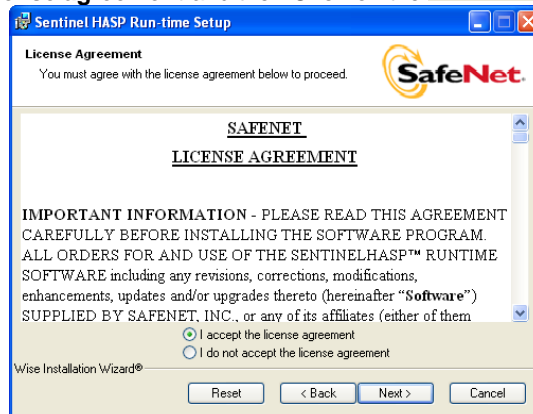 Sentinel HASP Run-time Setup
License Agreement
You must agree with the license agreement below to proceed.
SafeNet.
SAFENET
LICENSE AGREEMENT
IMPORTANT INFORMATION - PLEASE READ THIS AGREEMENT
CAREFULLY BEFORE INSTALLING THE SOFTWARE PROGRAM.
ALL ORDERS FOR AND USE OF THE SENTINELHASP™ RUNTIME
SOFTWARE including any revisions, corrections, modifications,
enhancements, updates and/or upgrades thereto (hereinafter “Software”)
SUPPLIED BY SAFENET, INC., or any of its affiliates (either of them
I accept the license agreement
I do not accept the license agreement
Wise Installation Wizard®
Reset < Back Next > Cancel